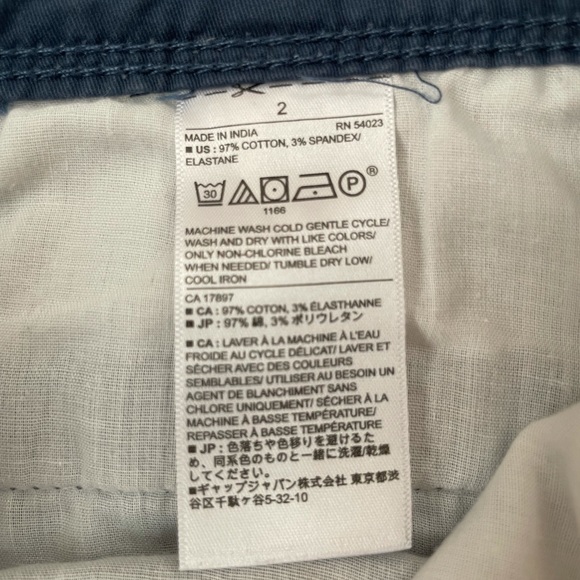 2
MADE IN INDIA RN 54023
■ US : 97% COTTON, 3% SPANDEX/
ELASTANE
30 P ®
1166
MACHINE WASH COLD GENTLE CYCLE/
WASH AND DRY WITH LIKE COLORS/
ONLY NON-CHLORINE BLEACH
WHEN NEEDED/ TUMBLE DRY LOW/
COOL IRON
CA 17897
■ CA : 97% COTON, 3% ÉLASTHANNE
■ JP : 97% 綿, 3% ポリウレタン
■ CA : LAVER À LA MACHINE À L'EAU
FROIDE AU CYCLE DÉLICAT/ LAVER ET
SÉCHER AVEC DES COULEURS
SEMBLABLES/ UTILISER AU BESOIN UN
AGENT DE BLANCHIMENT SANS
CHLORE UNIQUEMENT/ SÉCHER À LA
MACHINE À BASSE TEMPÉRATURE/
REPASSER À BASSE TEMPÉRATURE
■ JP : 色落ちや色移りを避けるた
め、同系色のものと一緒に洗濯/乾燥
してください。
■ギャップジャパン株式会社 東京都渋
谷区千駄ヶ谷5-32-10